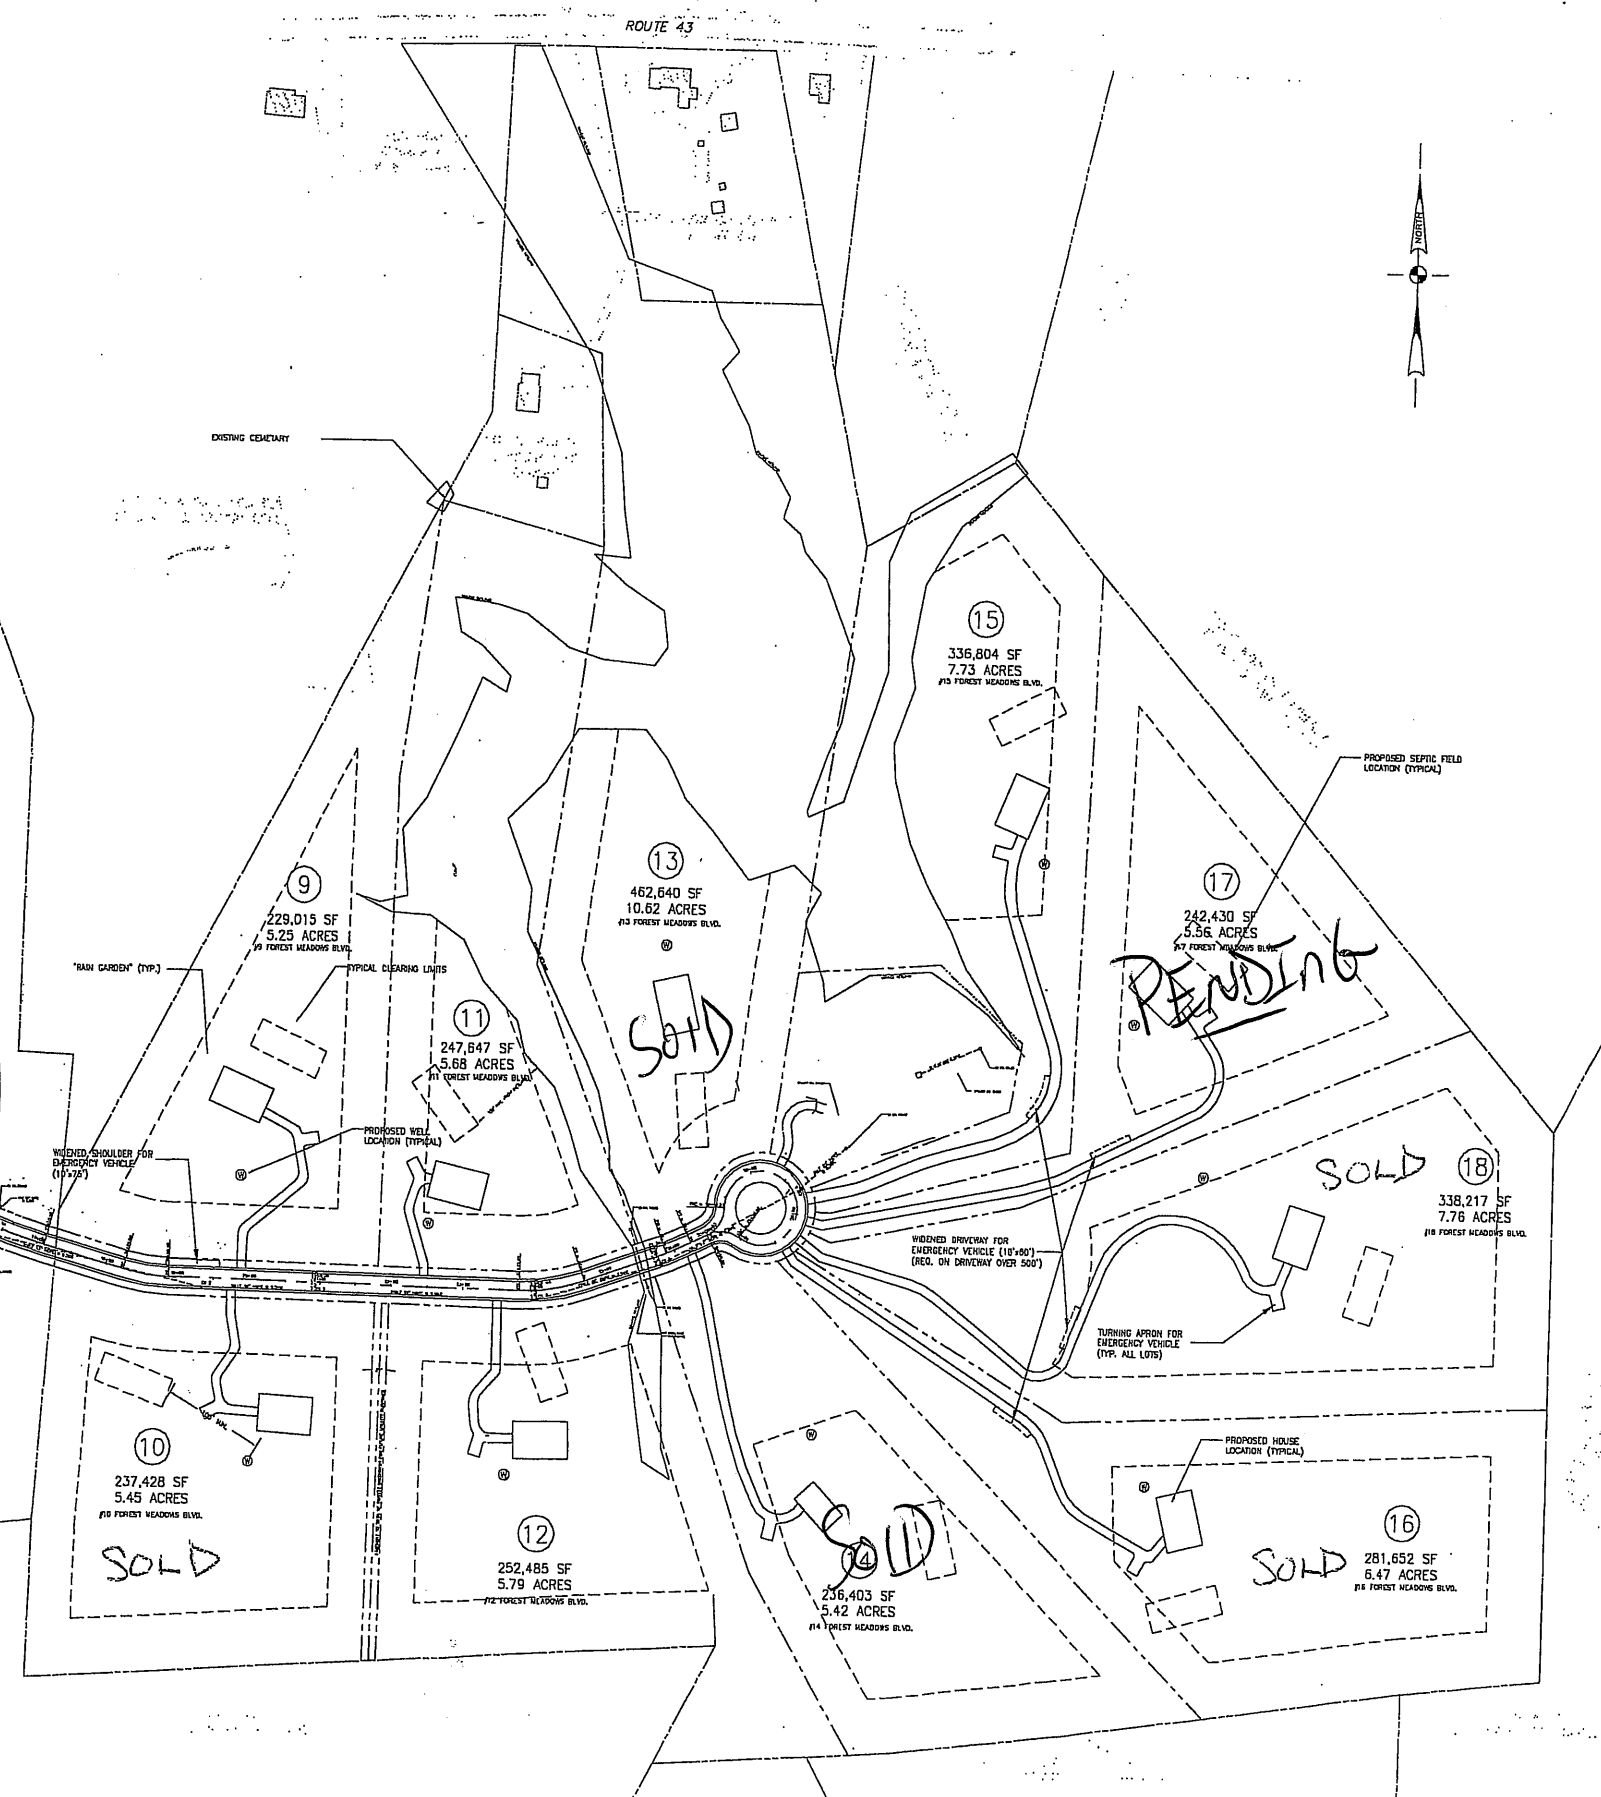 ROUTE 43
NORTH
EXISTING CEMETARY
15
336,804 SF
7.73 ACRES
#15 FOREST MEADOWS BLVD.
PROPOSED SEPTIC FIELD
LOCATION (TYPICAL)
13
462,640 SF
10.62 ACRES
#13 FOREST MEADOWS BLVD.
W
SOLD
9
229,015 SF
5.25 ACRES
#9 FOREST MEADOWS BLVD.
17
242,430 SF
5.56 ACRES
#17 FOREST MEADOWS BLVD.
PENDING
W
W
"RAIN GARDEN" (TYP.)
TYPICAL CLEARING LIMITS
11
247,647 SF
5.68 ACRES
#11 FOREST MEADOWS BLVD.
PROPOSED WELL
LOCATION (TYPICAL)
WIDENED SHOULDER FOR
EMERGENCY VEHICLE
(10'x75')
W
W
W
SOLD
18
338,217 SF
7.76 ACRES
#18 FOREST MEADOWS BLVD.
WIDENED DRIVEWAY FOR
EMERGENCY VEHICLE (10'x60')
(REQ. ON DRIVEWAY OVER 500')
TURNING APRON FOR
EMERGENCY VEHICLE
(TYP. ALL LOTS)
10
237,428 SF
5.45 ACRES
#10 FOREST MEADOWS BLVD.
SOLD
W
12
252,485 SF
5.79 ACRES
#12 FOREST MEADOWS BLVD.
W
W
SOLD
14
236,403 SF
5.42 ACRES
#14 FOREST MEADOWS BLVD.
PROPOSED HOUSE
LOCATION (TYPICAL)
W
SOLD
16
281,652 SF
6.47 ACRES
#16 FOREST MEADOWS BLVD.